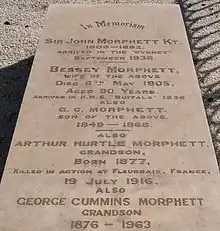 In Memoriam
Sir John Morphett Kt.
1809-1892.
Arrived in the "Cygnet"
September 1836.
Bessey Morphett,
Wife of the above.
Died 8th May 1905.
Aged 90 Years.
Arrived in H.M.S. "Buffalo" 1836.
Also
G. C. Morphett,
Son of the above.
1849-1868.
Also
Arthur Hurtle Morphett,
Grandson.
Born 1877.
Killed in action at Fleurbaix, France,
19 July 1916.
Also
George Cummins Morphett
Grandson
1876-1963